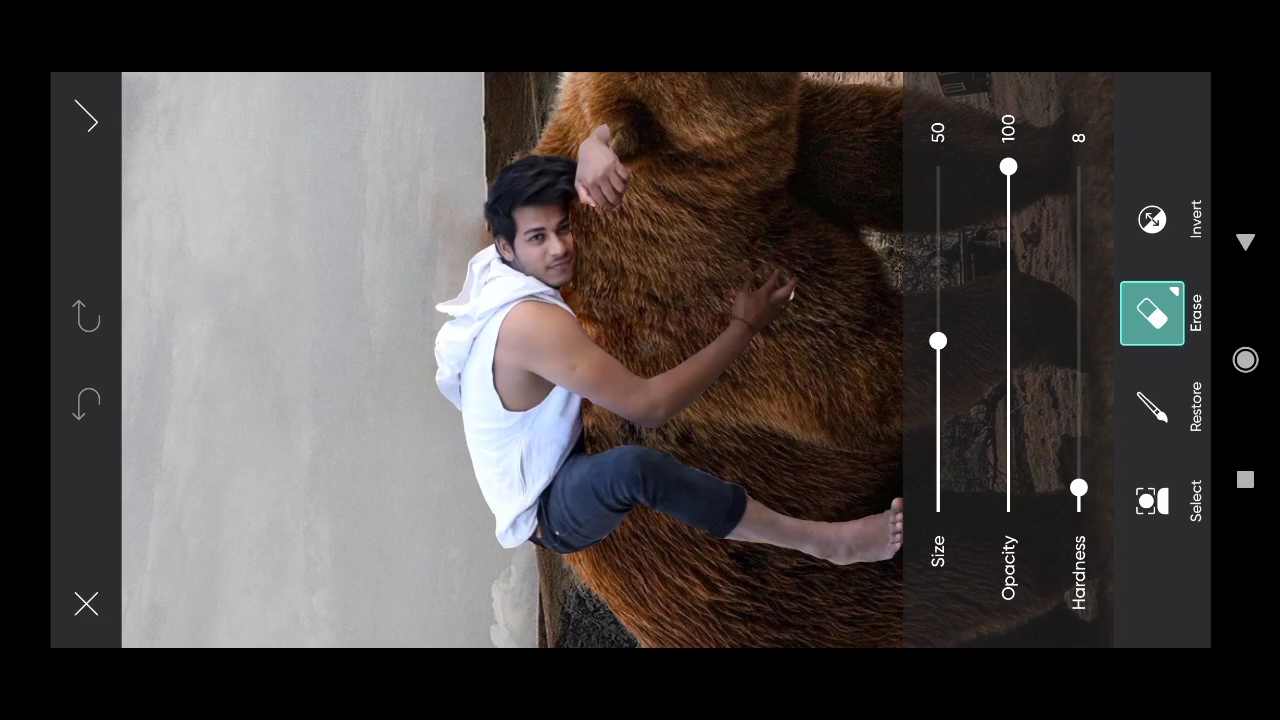 Size 50
Opacity 100
Hardness 8
Select
Restore
Erase
Invert